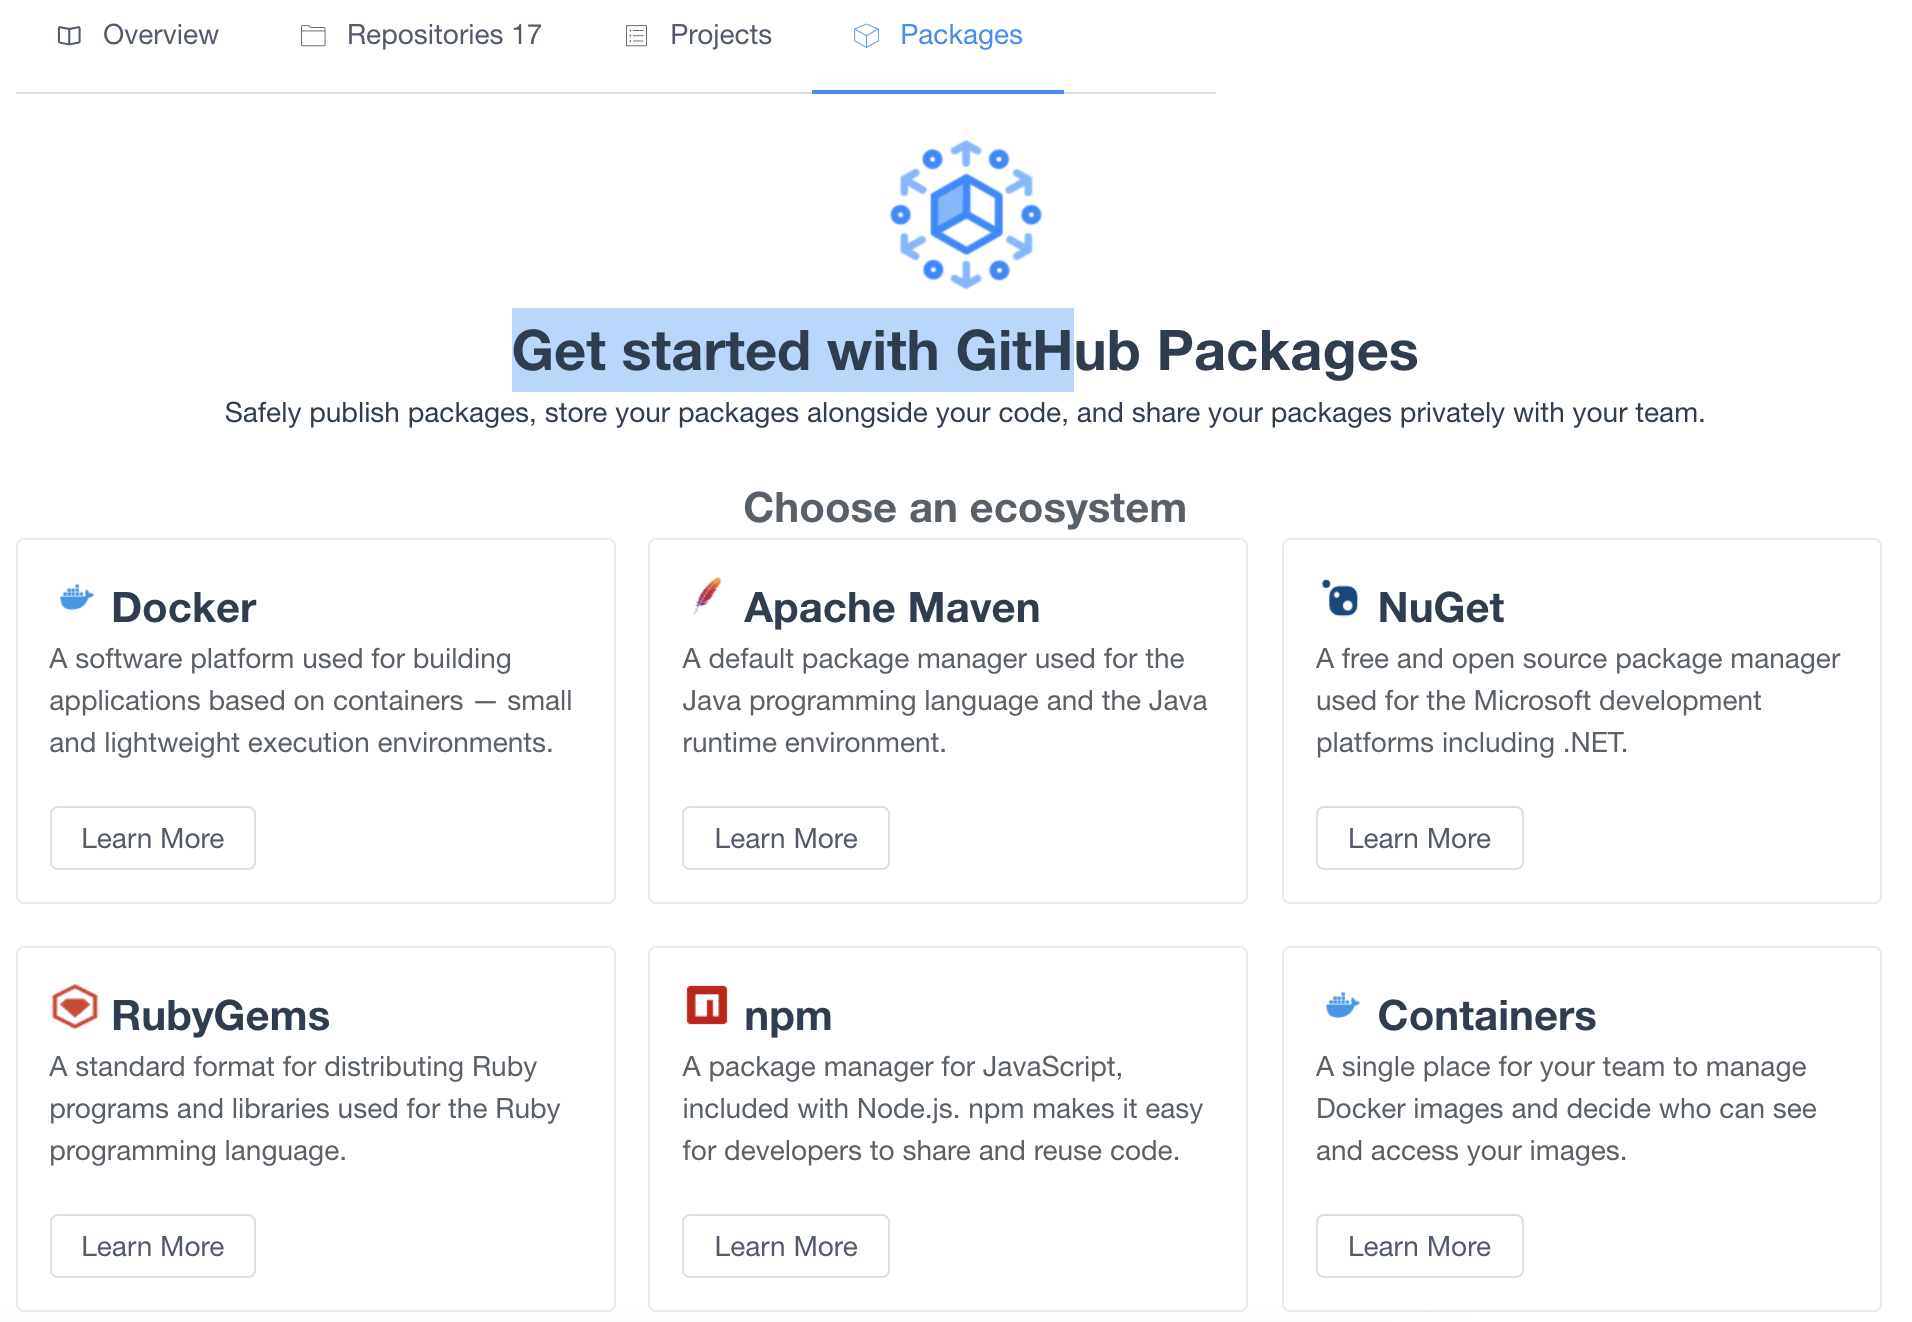 Overview
Repositories 17
Projects
Packages
Get started with GitHub Packages
Safely publish packages, store your packages alongside your code, and share your packages privately with your team.
Choose an ecosystem
Docker
A software platform used for building
applications based on containers — small
and lightweight execution environments.
Learn More
Apache Maven
A default package manager used for the
Java programming language and the Java
runtime environment.
Learn More
NuGet
A free and open source package manager
used for the Microsoft development
platforms including .NET.
Learn More
RubyGems
A standard format for distributing Ruby
programs and libraries used for the Ruby
programming language.
Learn More
npm
A package manager for JavaScript,
included with Node.js. npm makes it easy
for developers to share and reuse code.
Learn More
Containers
A single place for your team to manage
Docker images and decide who can see
and access your images.
Learn More